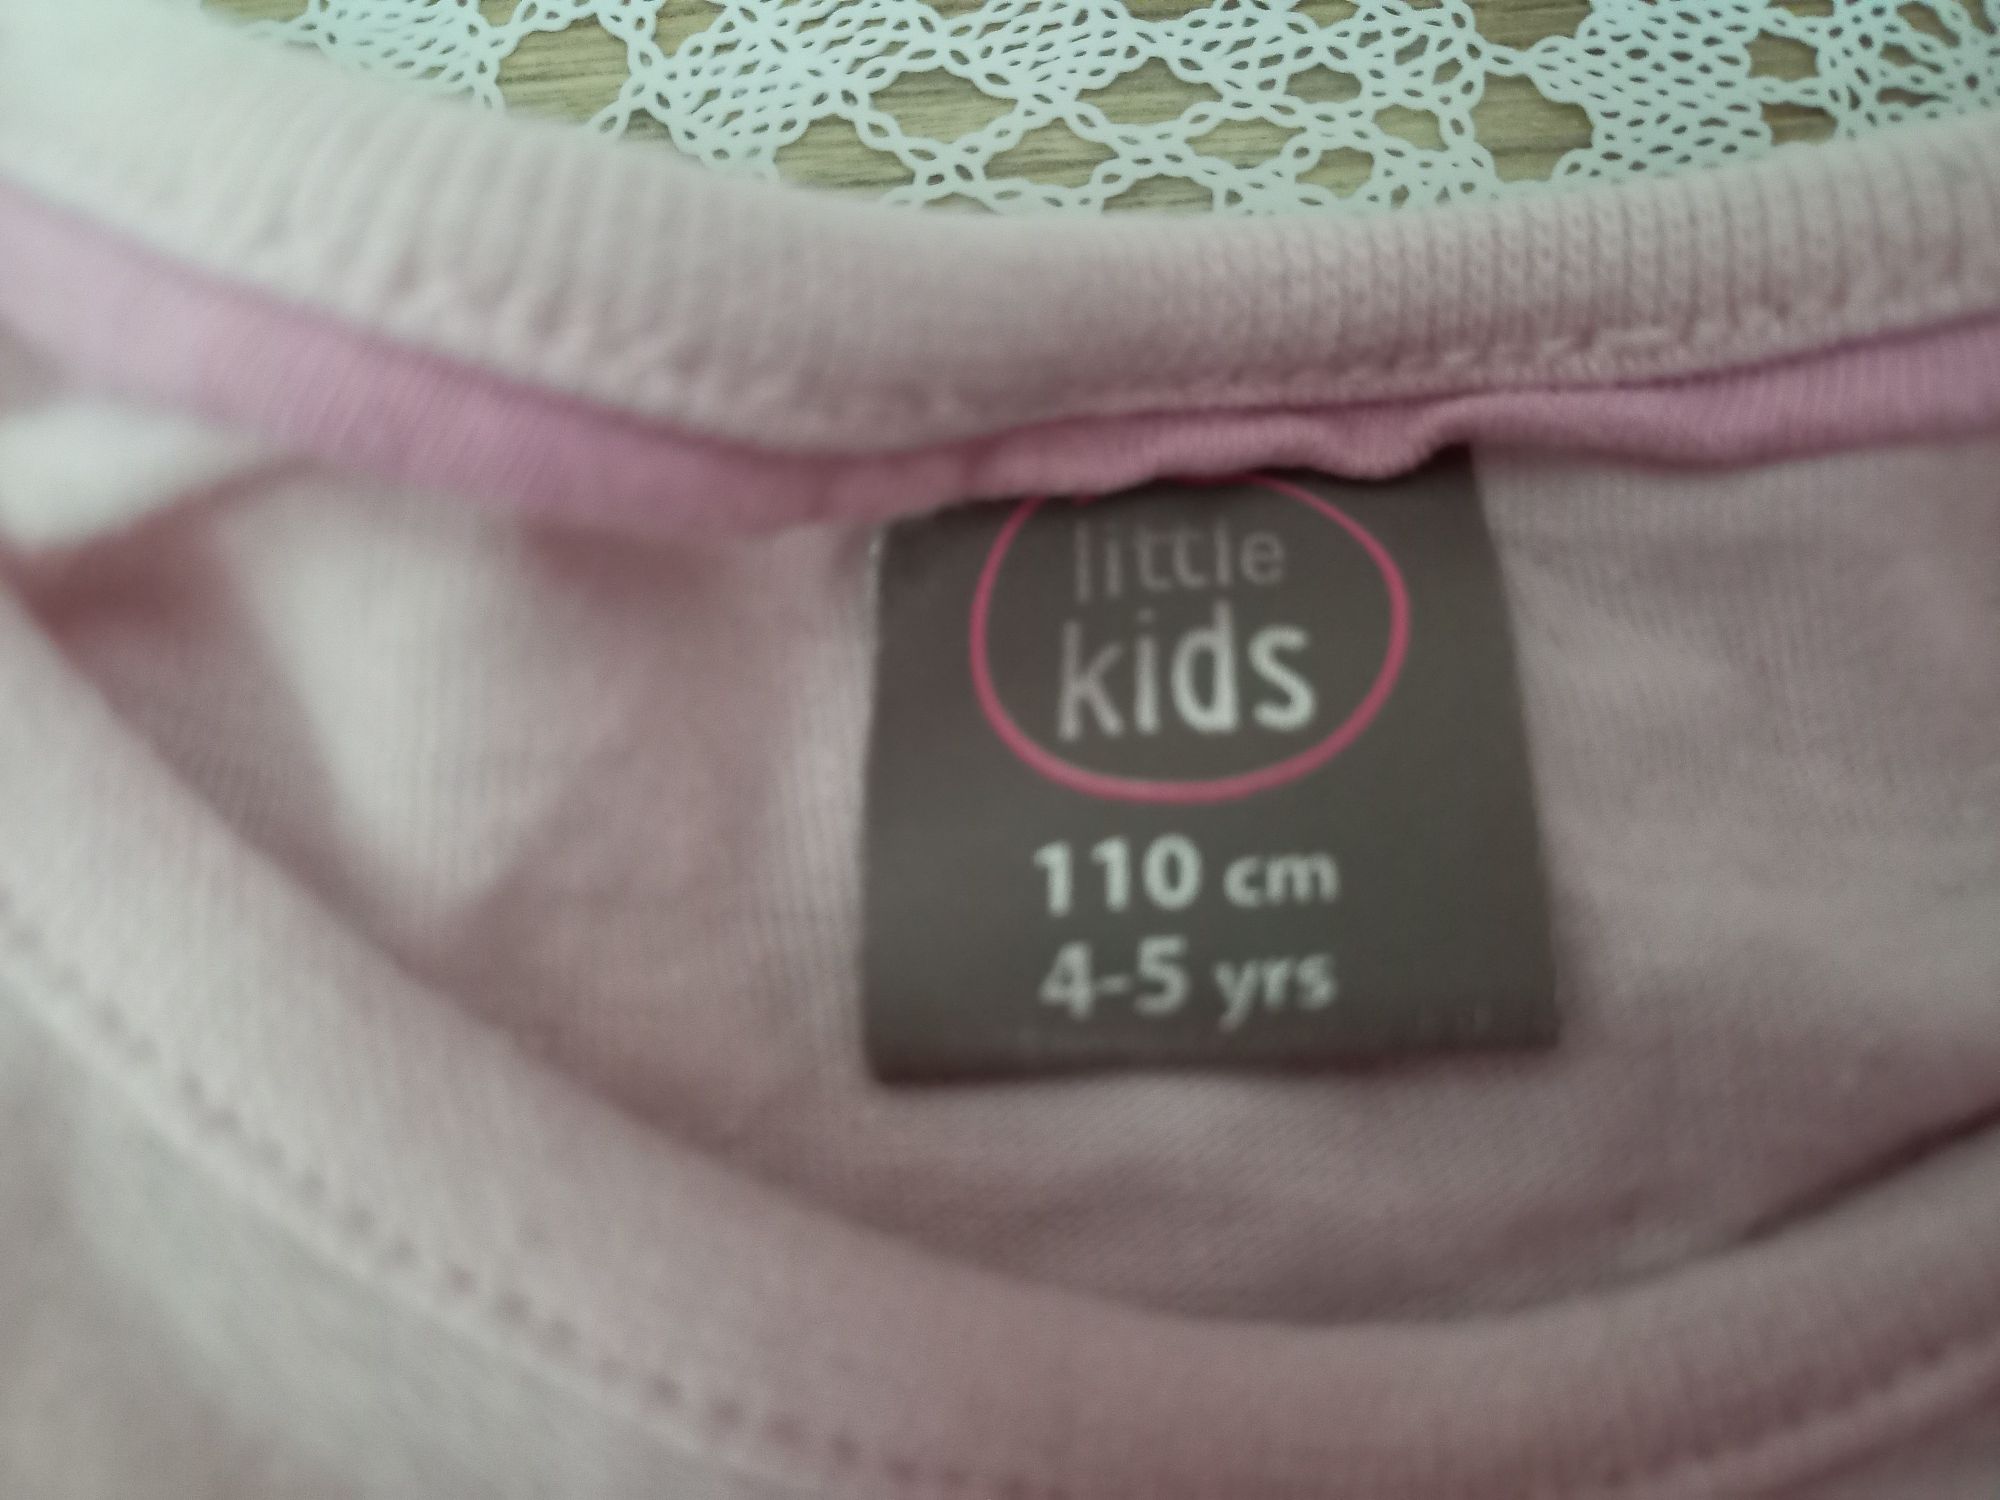 little
kids
110 cm
4-5 yrs